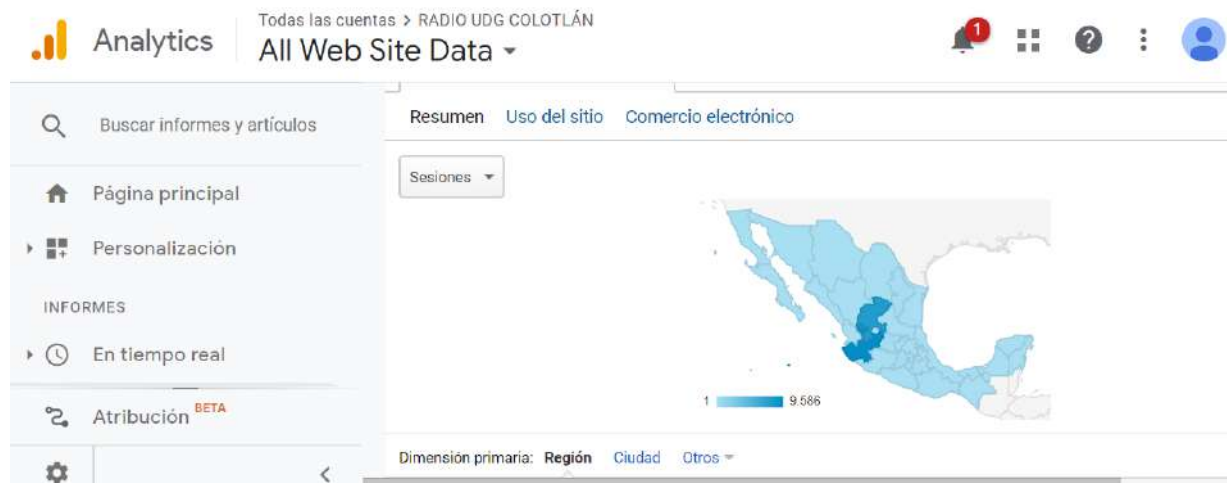 Analytics
Todas las cuentas > RADIO UDG COLOTLÁN
All Web Site Data
1
Buscar informes y artículos
Página principal
Personalización
INFORMES
En tiempo real
Atribución BETA
Resumen Uso del sitio Comercio electrónico
Sesiones
1 9.586
Dimensión primaria: Región Ciudad Otros